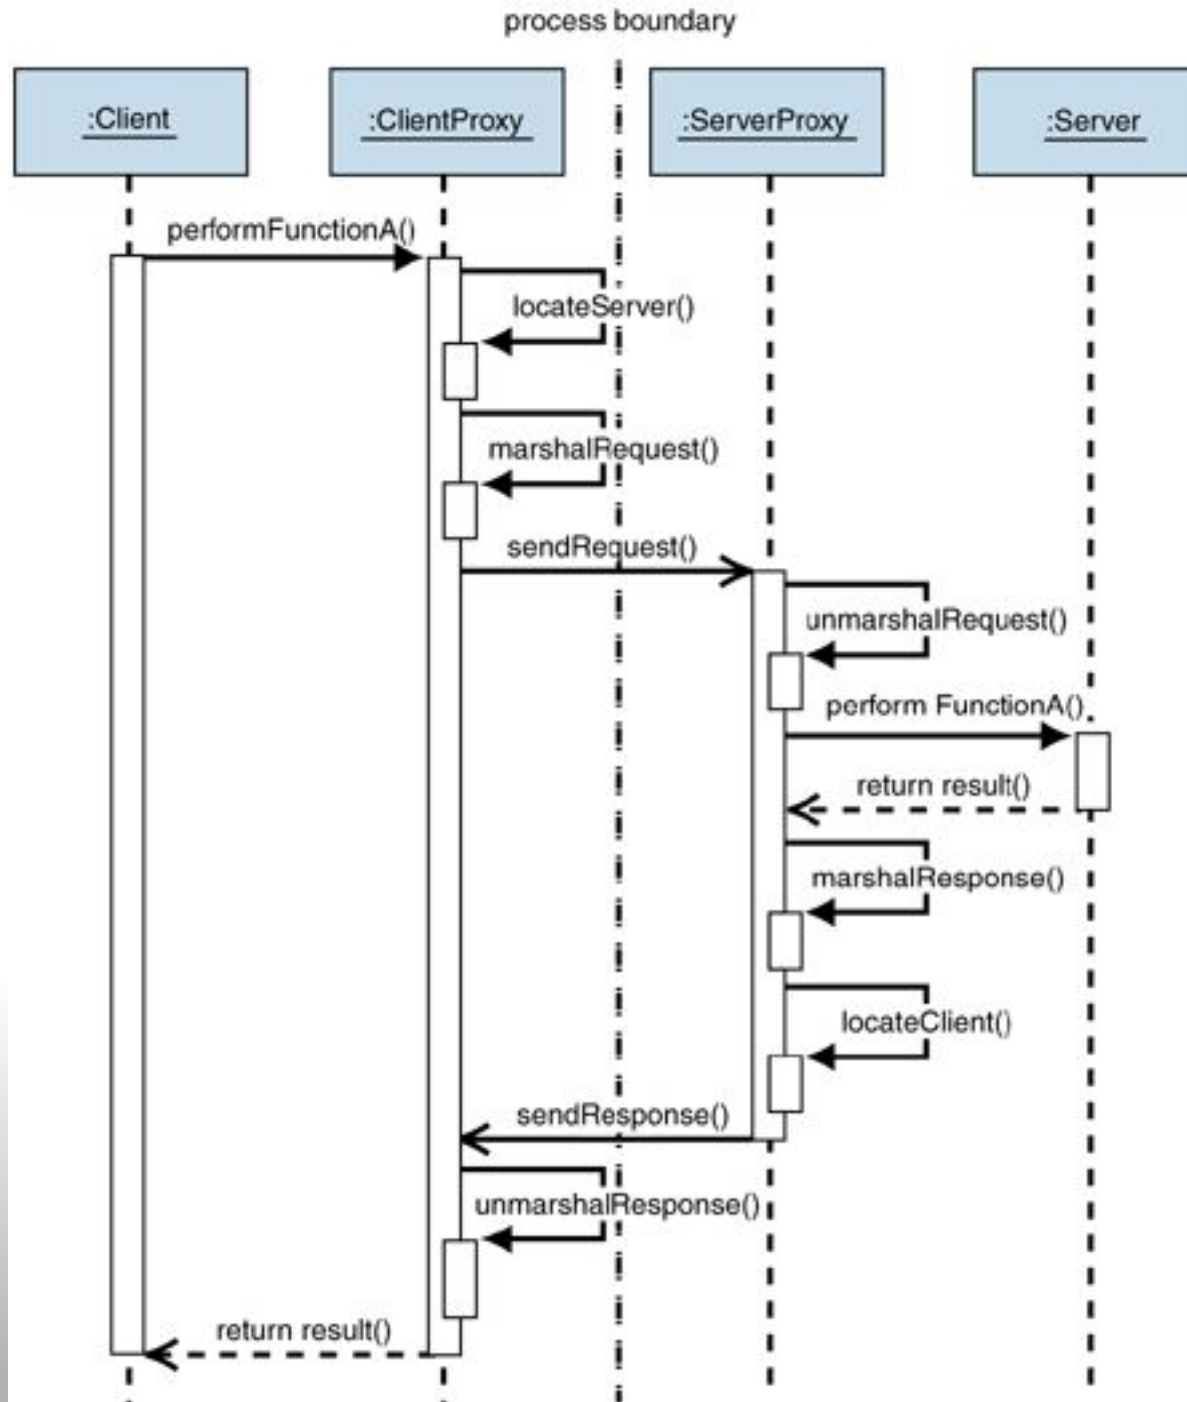 process boundary
:Client
:ClientProxy
:ServerProxy
:Server
performFunctionA()
locateServer()
marshalRequest()
sendRequest()
unmarshalRequest()
perform FunctionA()
return result()
marshalResponse()
locateClient()
sendResponse()
unmarshalResponse()
return result()